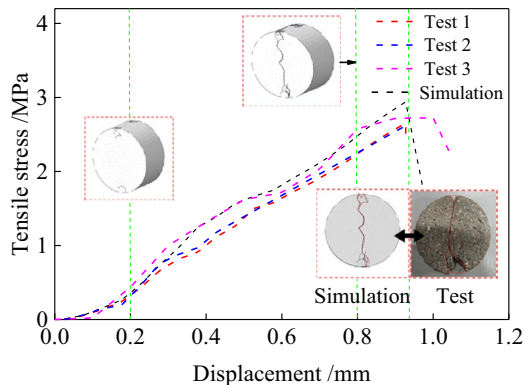 Test 1
Test 2
Test 3
Simulation
Tensile stress /MPa
4
3
2
1
0
Simulation Test
0.0 0.2 0.4 0.6 0.8 1.0 1.2
Displacement /mm